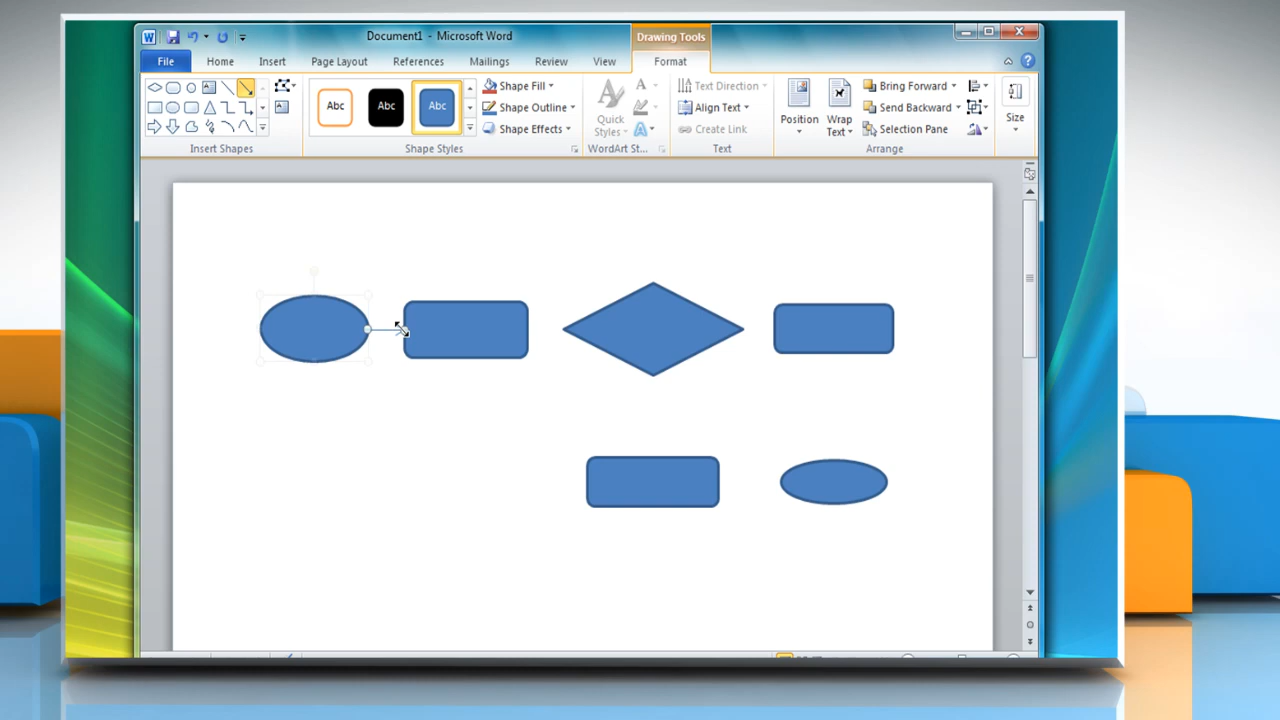 Document1 - Microsoft Word
Drawing Tools
File Home Insert Page Layout References Mailings Review View Format
Abc Abc Abc
Shape Fill
Shape Outline
Shape Effects
Quick
Styles
Text Direction
Align Text
Create Link
Position
Wrap
Text
Bring Forward
Send Backward
Selection Pane
Size
Insert Shapes Shape Styles WordArt St... Text Arrange